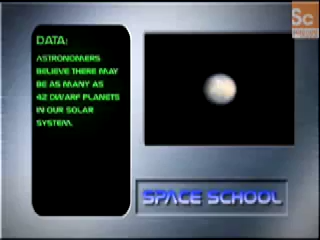 DATA:
ASTRONOMERS
BELIEVE THERE MAY
BE AS MANY AS
42 DWARF PLANETS
IN OUR SOLAR
SYSTEM.
Sc
SPACE SCHOOL